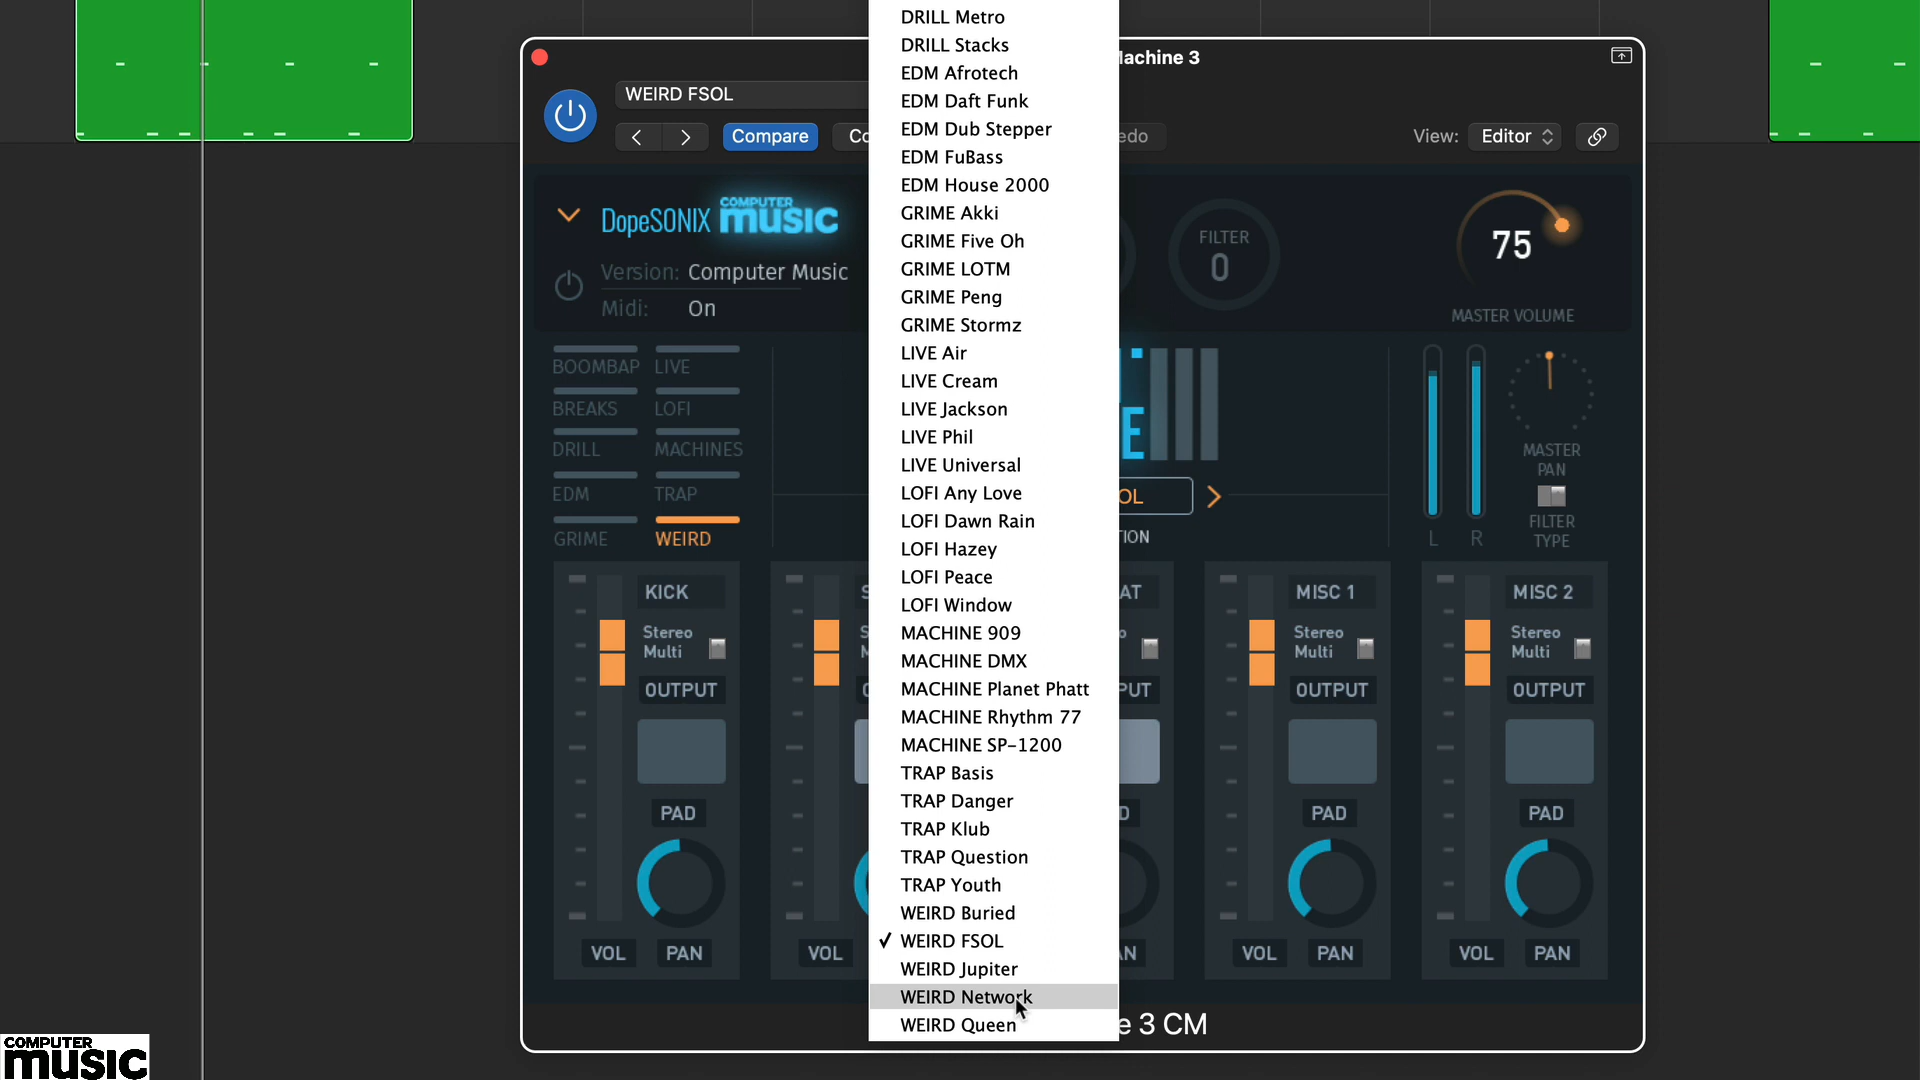 DRILL Metro
DRILL Stacks
EDM Afrotech
EDM Daft Funk
EDM Dub Stepper
EDM FuBass
EDM House 2000
GRIME Akki
GRIME Five Oh
GRIME LOTM
GRIME Peng
GRIME Stormz
LIVE Air
LIVE Cream
LIVE Jackson
LIVE Phil
LIVE Universal
LOFI Any Love
LOFI Dawn Rain
LOFI Hazey
LOFI Peace
LOFI Window
MACHINE 909
MACHINE DMX
MACHINE Planet Phatt
MACHINE Rhythm 77
MACHINE SP-1200
TRAP Basis
TRAP Danger
TRAP Klub
TRAP Question
TRAP Youth
WEIRD Buried
✓ WEIRD FSOL
WEIRD Jupiter
WEIRD Network
WEIRD Queen
WEIRD FSOL
Compare
View: Editor
DopeSONIX COMPUTER music
Version: Computer Music
Midi: On
FILTER
0
75
MASTER VOLUME
BOOMBAP LIVE
BREAKS LOFI
DRILL MACHINES
EDM TRAP
GRIME WEIRD
MASTER
PAN
FILTER
TYPE
L R
KICK
Stereo
Multi
OUTPUT
PAD
VOL PAN
VOL
MISC 1
Stereo
Multi
OUTPUT
PAD
VOL PAN
MISC 2
Stereo
Multi
OUTPUT
PAD
VOL PAN
3 CM
COMPUTER
music